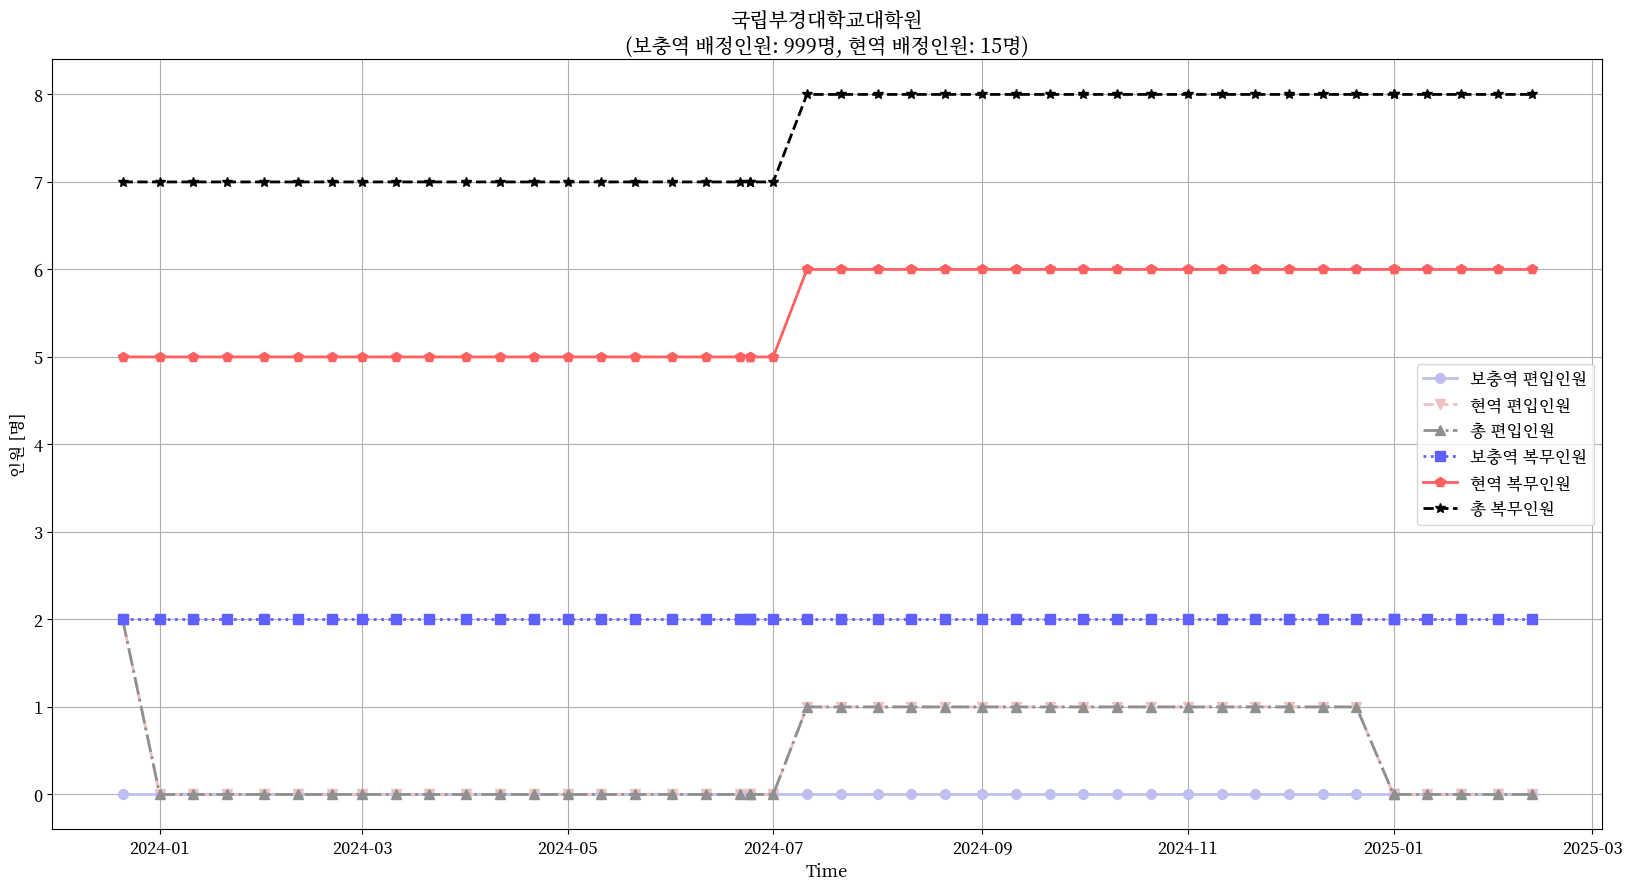 국립부경대학교대학원
(보충역 배정인원: 999명, 현역 배정인원: 15명)
인원 [명]
8
7
6
5
4
3
2
1
0
보충역 편입인원
현역 편입인원
총 편입인원
보충역 복무인원
현역 복무인원
총 복무인원
2024-01
2024-03
2024-05
2024-07
2024-09
2024-11
2025-01
2025-03
Time